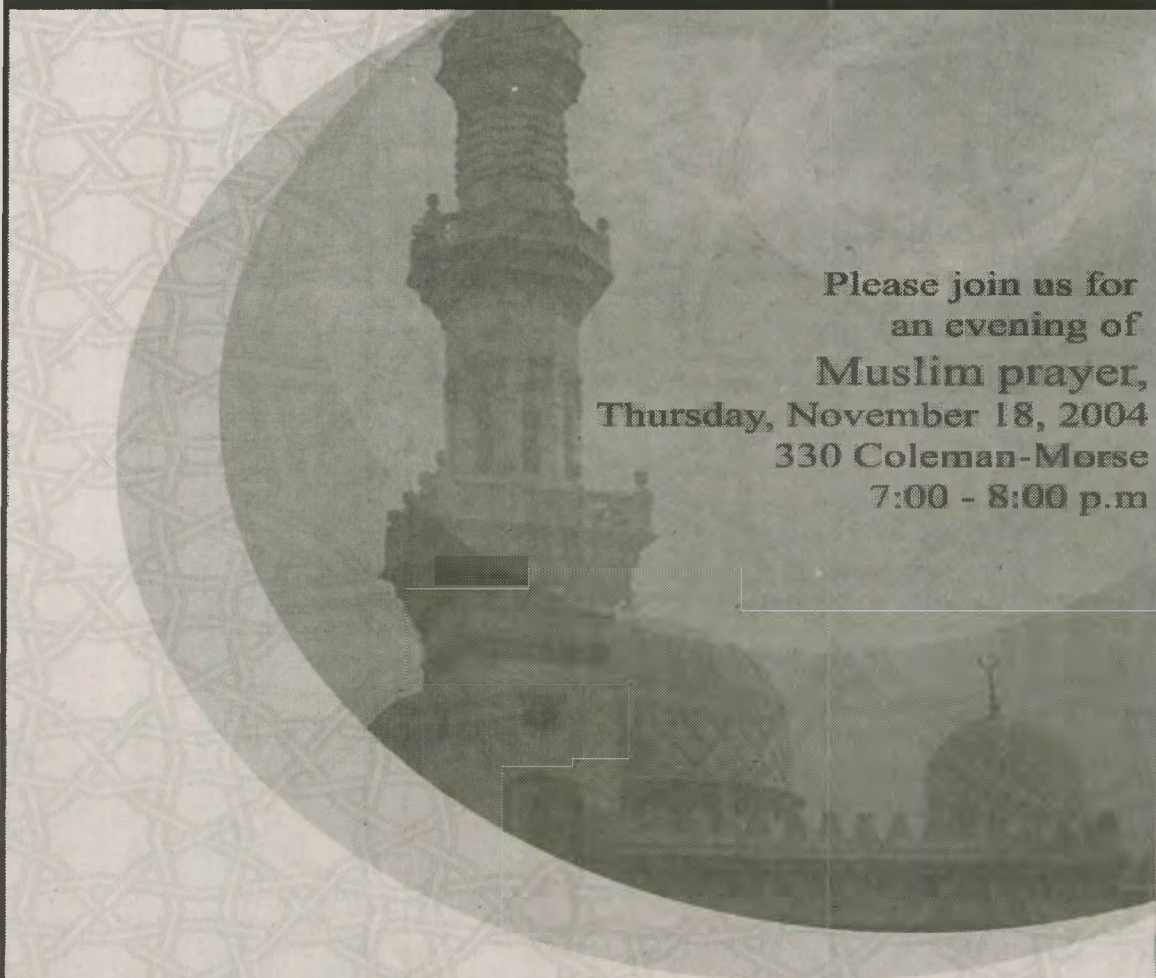 Please join us for
an evening of
Muslim prayer,
Thursday, November 18, 2004
330 Coleman-Morse
7:00 - 8:00 p.m